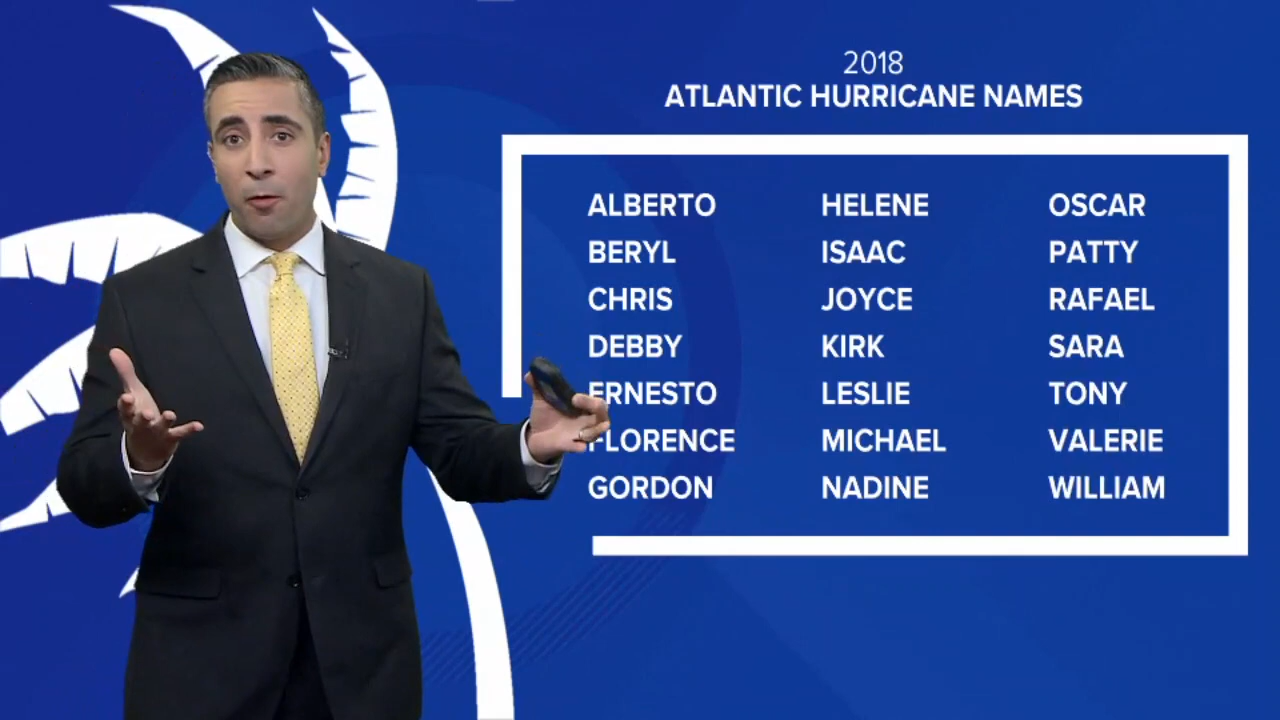 2018
ATLANTIC HURRICANE NAMES
ALBERTO
BERYL
CHRIS
DEBBY
ERNESTO
FLORENCE
GORDON
HELENE
ISAAC
JOYCE
KIRK
LESLIE
MICHAEL
NADINE
OSCAR
PATTY
RAFAEL
SARA
TONY
VALERIE
WILLIAM